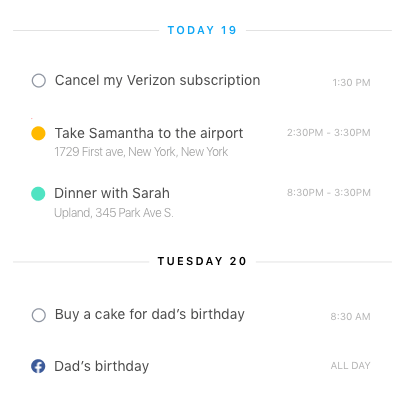 TODAY 19
Cancel my Verizon subscription 1:30 PM
Take Samantha to the airport 2:30PM - 3:30PM
1729 First ave, New York, New York
Dinner with Sarah 8:30PM - 3:30PM
Upland, 345 Park Ave S.
TUESDAY 20
Buy a cake for dad’s birthday 8:30 AM
Dad’s birthday ALL DAY